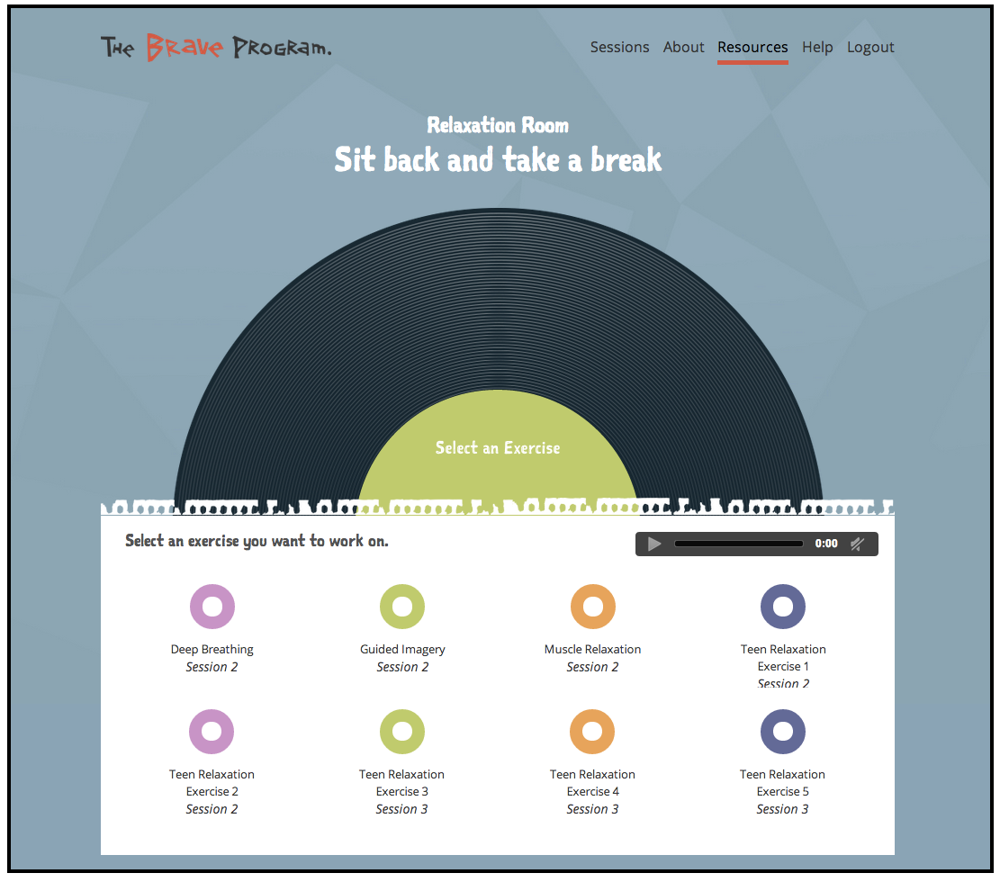 The Brave Program.
Sessions About Resources Help Logout
Relaxation Room
Sit back and take a break
Select an Exercise
Select an exercise you want to work on.
0:00
Deep Breathing
Session 2
Guided Imagery
Session 2
Muscle Relaxation
Session 2
Teen Relaxation
Exercise 1
Session 2
Teen Relaxation
Exercise 2
Session 2
Teen Relaxation
Exercise 3
Session 3
Teen Relaxation
Exercise 4
Session 3
Teen Relaxation
Exercise 5
Session 3